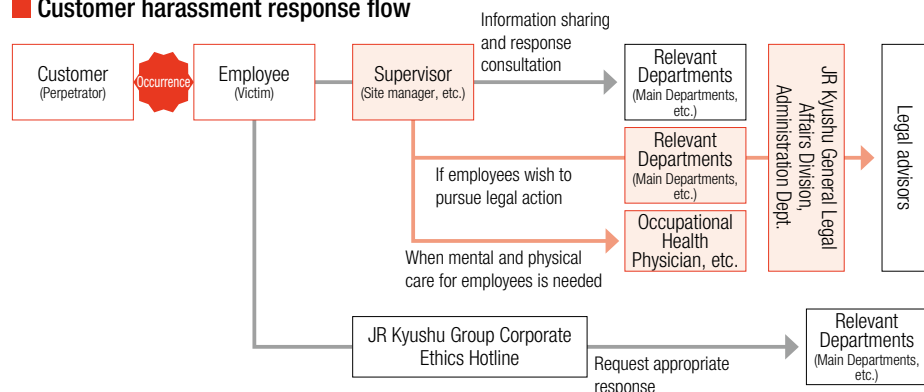 Customer harassment response flow
Information sharing
and response
consultation
Customer
(Perpetrator)
Occurrence
Employee
(Victim)
Supervisor
(Site manager, etc.)
Relevant
Departments
(Main Departments,
etc.)
If employees wish to
pursue legal action
Relevant
Departments
(Main Departments,
etc.)
JR Kyushu General Legal
Affairs Division,
Administration Dept.
Legal advisors
When mental and physical
care for employees is needed
Occupational
Health
Physician, etc.
JR Kyushu Group Corporate
Ethics Hotline
Request appropriate
response
Relevant
Departments
(Main Departments,
etc.)